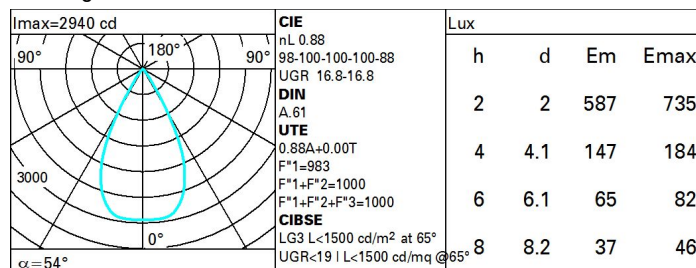 Imax=2940 cd
90° 180° 90°
3000
0°
α=54°
CIE
nL 0.88
98-100-100-100-88
UGR 16.8-16.8
DIN
A.61
UTE
0.88A+0.00T
F"1=983
F"1+F"2=1000
F"1+F"2+F"3=1000
CIBSE
LG3 L<1500 cd/m² at 65°
UGR<19 | L<1500 cd/mq @65°
Lux
h d Em Emax
2 2 587 735
4 4.1 147 184
6 6.1 65 82
8 8.2 37 46